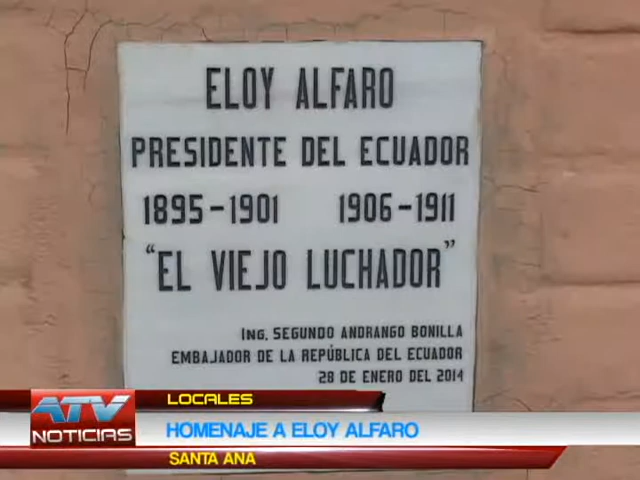 ELOY ALFARO
PRESIDENTE DEL ECUADOR
1895-1901 1906-1911
"EL VIEJO LUCHADOR"
ING. SEGUNDO ANDRANGO BONILLA
EMBAJADOR DE LA REPÚBLICA DEL ECUADOR
28 DE ENERO DEL 2014
LOCALES
ATV
NOTICIAS
HOMENAJE A ELOY ALFARO
SANTA ANA